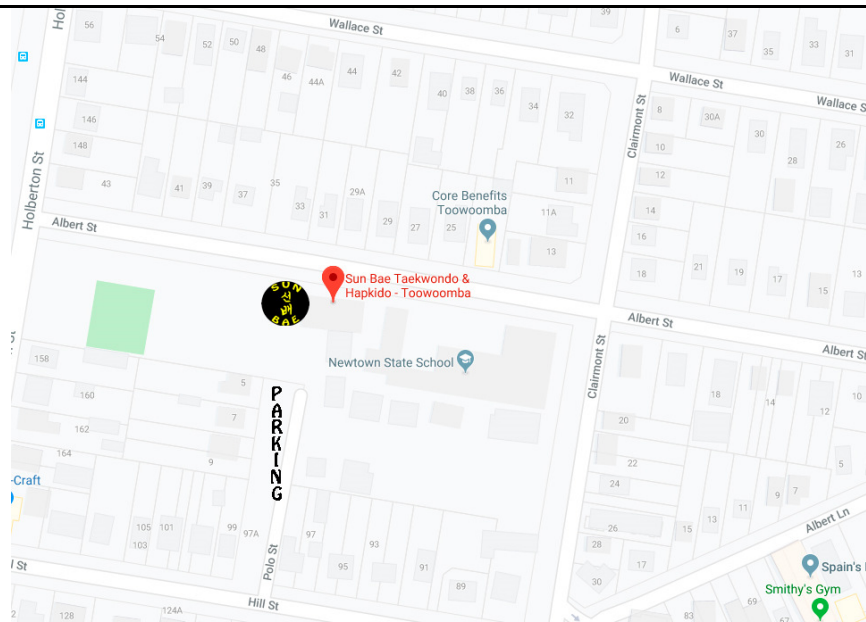 Hol
56
54
52
50
48
46
44A
44
42
40
38
36
34
32
39
6
37
35
33
31
Wallace St
Wallace St
Wallace S
144
146
148
43
41
39
37
35
33
31
29A
29
27
25
11
11A
13
Holberton St
Albert St
Core Benefits
Toowoomba
Clairmont St
8
30A
30
28
26
10
12
14
16
18
21
19
17
15
13
SUN
선
배
BAE
Sun Bae Taekwondo &
Hapkido - Toowoomba
Albert St
Albert St
Newtown State School
Clairmont St
PARKING
158
160
162
164
5
7
9
-Craft
105
103
101
99
97A
97
95
93
91
89
Polo St
l St
Hill St
2
128
124A
18
14
12
10
20
22
24
26
28
30
17
15
13
11
9
7
5
Albert Ln
Spain's
Smithy's Gym
83
69
67